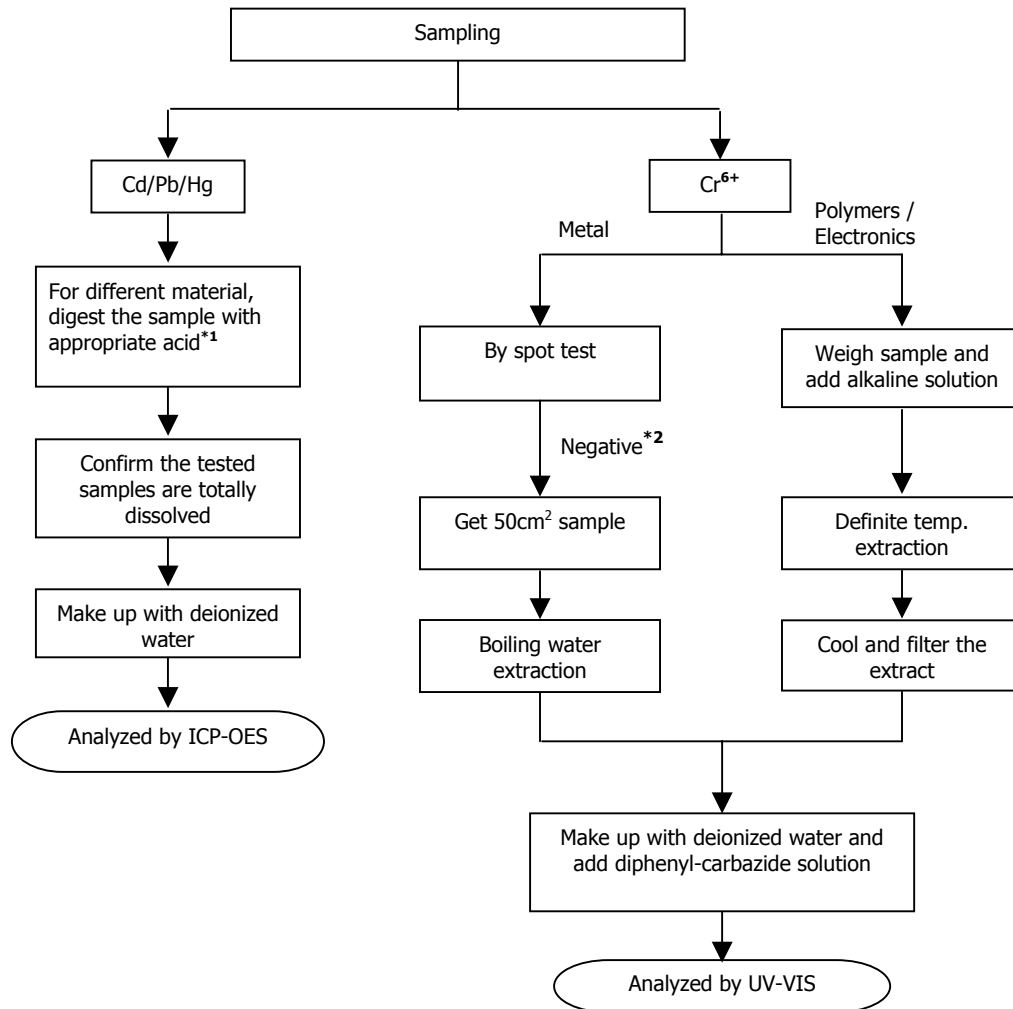 Sampling
Cd/Pb/Hg
For different material,
digest the sample with
appropriate acid*1
Confirm the tested
samples are totally
dissolved
Make up with deionized
water
Analyzed by ICP-OES
Cr6+
Metal
By spot test
Negative*2
Get 50cm2 sample
Boiling water
extraction
Polymers /
Electronics
Weigh sample and
add alkaline solution
Definite temp.
extraction
Cool and filter the
extract
Make up with deionized water and
add diphenyl-carbazide solution
Analyzed by UV-VIS